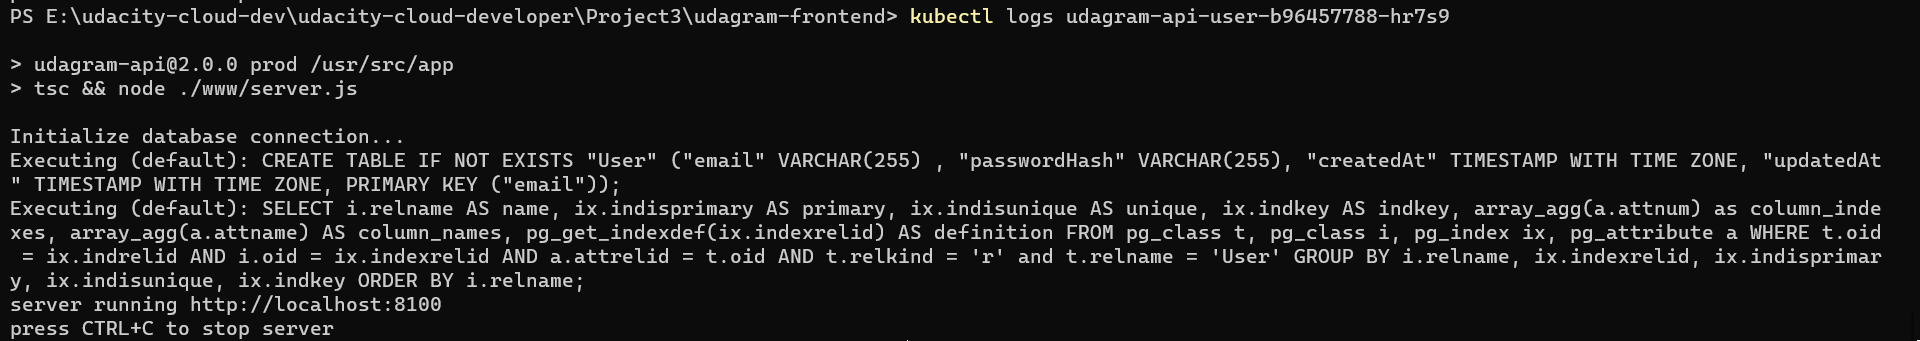 PS E:\udacity-cloud-dev\udacity-cloud-developer\Project3\udagram-frontend> kubectl logs udagram-api-user-b96457788-hr7s9
> udagram-api@2.0.0 prod /usr/src/app
> tsc && node ./www/server.js
Initialize database connection...
Executing (default): CREATE TABLE IF NOT EXISTS "User" ("email" VARCHAR(255) , "passwordHash" VARCHAR(255), "createdAt" TIMESTAMP WITH TIME ZONE, "updatedAt
" TIMESTAMP WITH TIME ZONE, PRIMARY KEY ("email"));
Executing (default): SELECT i.relname AS name, ix.indisprimary AS primary, ix.indisunique AS unique, ix.indkey AS indkey, array_agg(a.attnum) as column_inde
xes, array_agg(a.attname) AS column_names, pg_get_indexdef(ix.indexrelid) AS definition FROM pg_class t, pg_class i, pg_index ix, pg_attribute a WHERE t.oid
 = ix.indrelid AND i.oid = ix.indexrelid AND a.attrelid = t.oid AND t.relkind = 'r' and t.relname = 'User' GROUP BY i.relname, ix.indexrelid, ix.indisprimar
y, ix.indisunique, ix.indkey ORDER BY i.relname;
server running http://localhost:8100
press CTRL+C to stop server